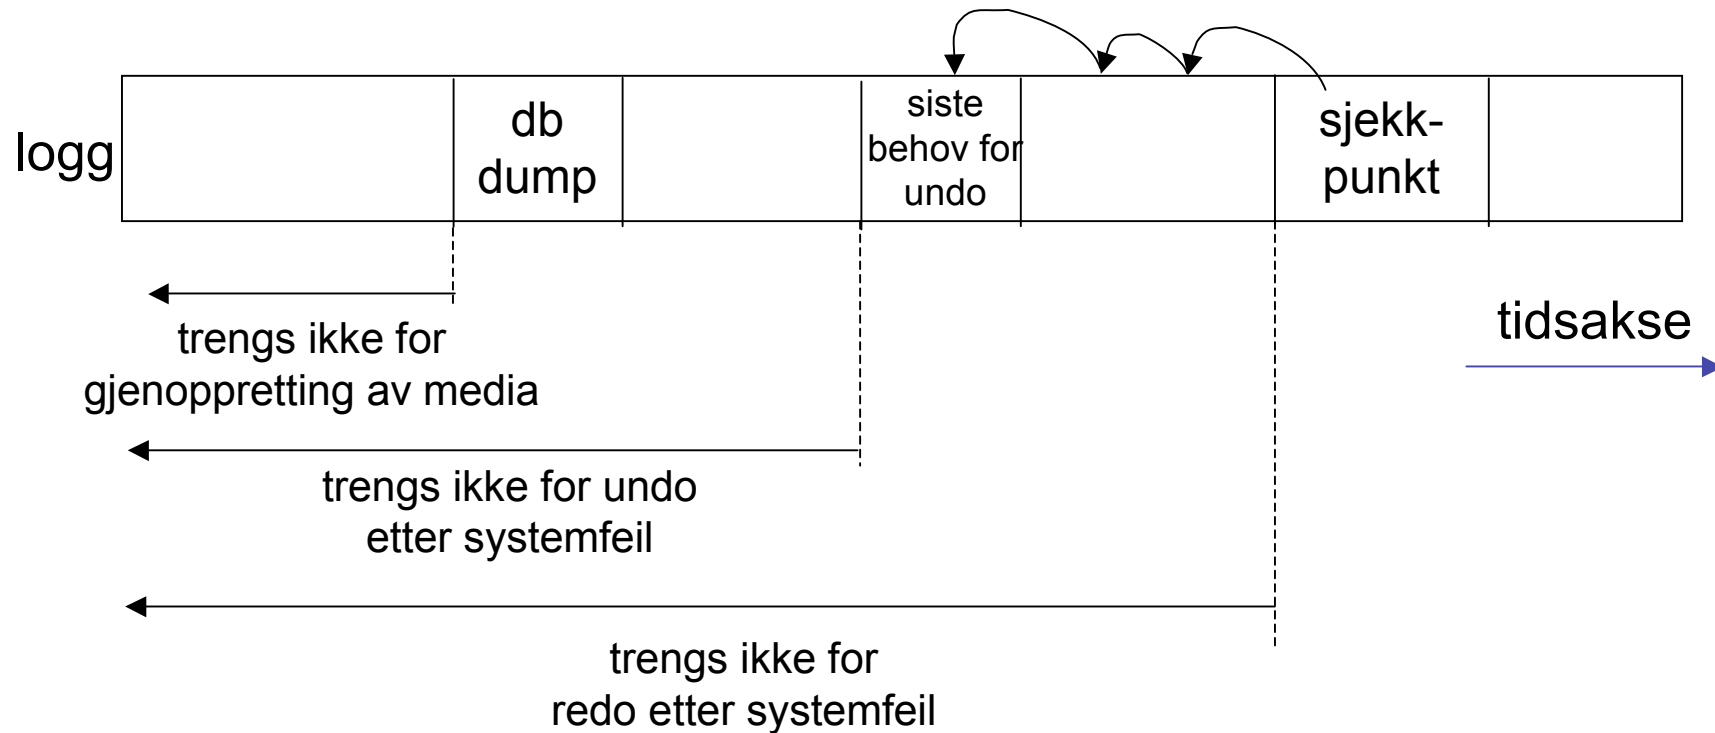 logg
db
dump
siste
behov for
undo
sjekk-
punkt
trengs ikke for
gjenoppretting av media
tidsakse
trengs ikke for undo
etter systemfeil
trengs ikke for
redo etter systemfeil